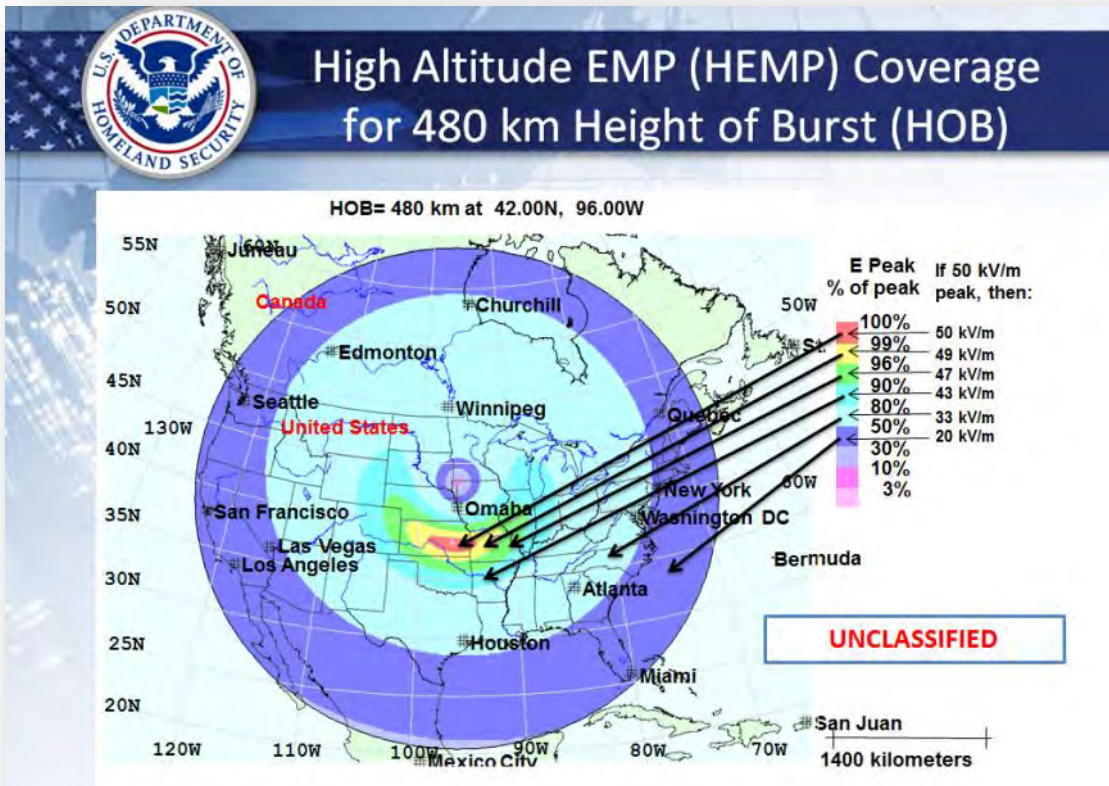 U.S. DEPARTMENT OF
HOMELAND SECURITY
High Altitude EMP (HEMP) Coverage
for 480 km Height of Burst (HOB)
HOB= 480 km at 42.00N, 96.00W
55N
60N
Juneau
50N
Canada
Churchill
Edmonton
45N
Seattle
Winnipeg
Quebec
50W
St.
130W
United States
40N
New York
60W
35N
San Francisco
Omaha
Washington DC
Las Vegas
Los Angeles
Bermuda
30N
Atlanta
25N
Houston
Miami
20N
San Juan
120W
110W
100W
90W
80W
70W
Mexico City
E Peak
% of peak
If 50 kV/m
peak, then:
100%
50 kV/m
99%
49 kV/m
96%
47 kV/m
90%
43 kV/m
80%
33 kV/m
50%
20 kV/m
30%
10%
3%
UNCLASSIFIED
1400 kilometers